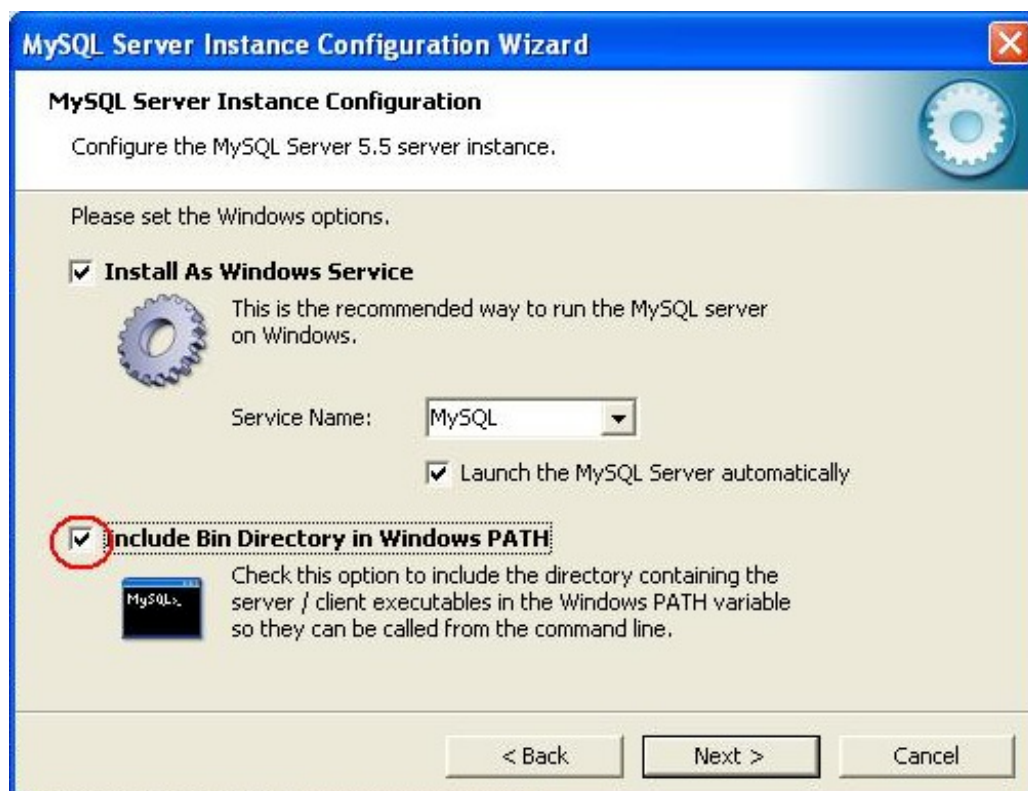 MySQL Server Instance Configuration Wizard
MySQL Server Instance Configuration
Configure the MySQL Server 5.5 server instance.
Please set the Windows options.
Install As Windows Service
This is the recommended way to run the MySQL server
on Windows.
Service Name: MySQL
Launch the MySQL Server automatically
Include Bin Directory in Windows PATH
Check this option to include the directory containing the
server / client executables in the Windows PATH variable
so they can be called from the command line.
MySQL>_
< Back Next > Cancel